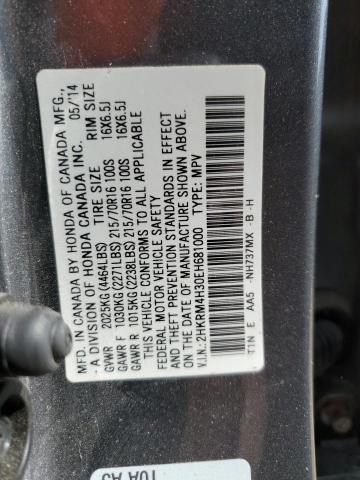 MFD. IN CANADA BY HONDA OF CANADA MFG.,
A DIVISION OF HONDA CANADA INC. 05/14
TIRE SIZE RIM SIZE
GVWR 2025KG(4464LBS)
GAWR F 1030KG(2271LBS) 215/70R16 100S 16X6.5J
GAWR R 1015KG(2238LBS) 215/70R16 100S 16X6.5J
THIS VEHICLE CONFORMS TO ALL APPLICABLE
FEDERAL MOTOR VEHICLE SAFETY
AND THEFT PREVENTION STANDARDS IN EFFECT
ON THE DATE OF MANUFACTURE SHOWN ABOVE.
V.I.N.: 2HKRM4H30EH681000 TYPE: MPV
T1N E AA5 -NH737MX -B -H
T0A A5